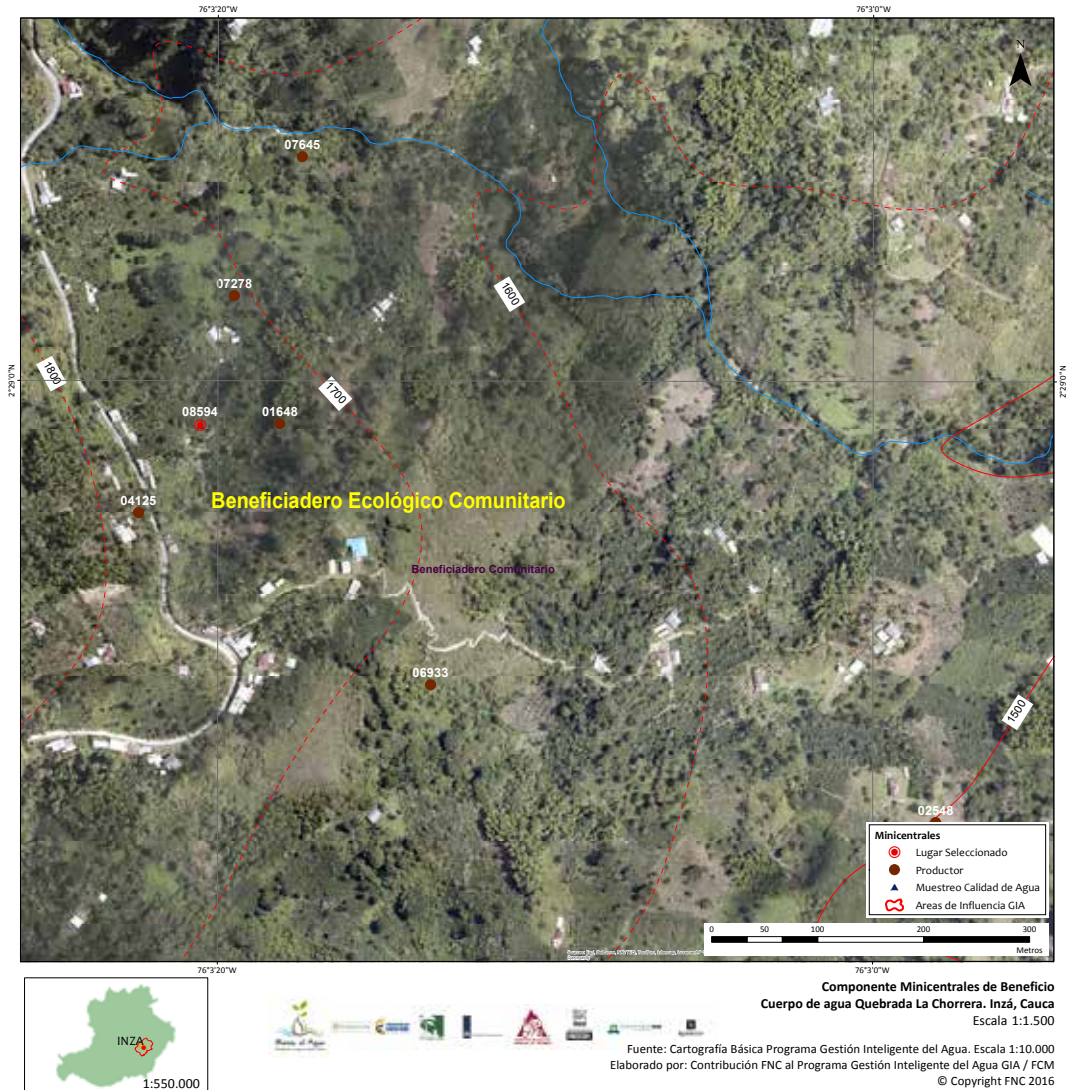 76°3'20"W
76°3'0"W
N
07645
07278
1600
1800
1700
2°29'0"N
2°29'0"N
08594
01648
04125
Beneficiadero Ecológico Comunitario
Beneficiadero Comunitario
06933
1500
02548
Minicentrales
Lugar Seleccionado
Productor
Muestreo Calidad de Agua
Areas de Influencia GIA
0 50 100 200 300
Metros
76°3'20"W
76°3'0"W
INZA
1:550.000
Componente Minicentrales de Beneficio
Cuerpo de agua Quebrada La Chorrera. Inzá, Cauca
Escala 1:1.500
Fuente: Cartografía Básica Programa Gestión Inteligente del Agua. Escala 1:10.000
Elaborado por: Contribución FNC al Programa Gestión Inteligente del Agua GIA / FCM
© Copyright FNC 2016